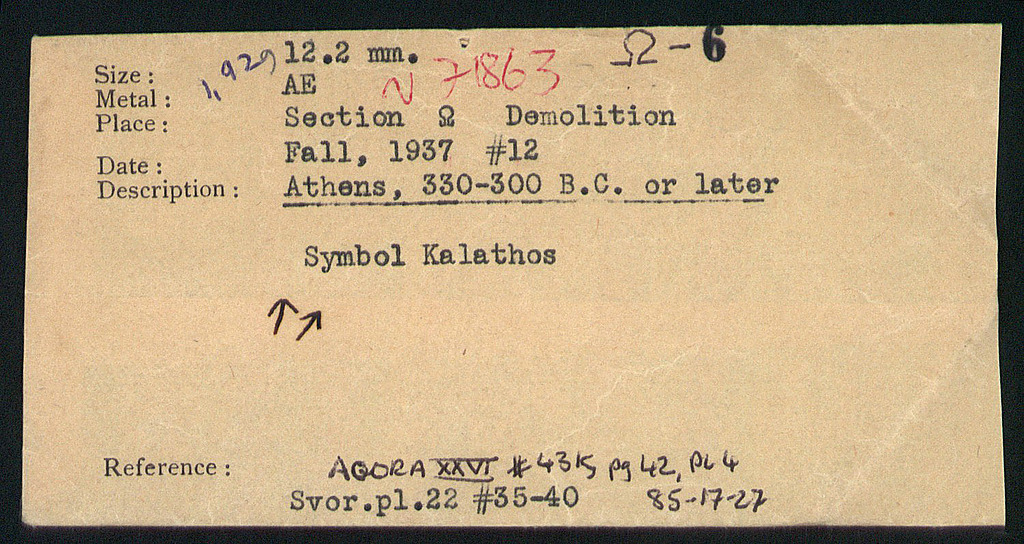 Size: 1,929 12.2 mm. Ω-6
Metal: AE N 71863
Place: Section Ω Demolition
Date: Fall, 1937 #12
Description: Athens, 330-300 B.C. or later
Symbol Kalathos
↑↗
Reference: AGORA XXVI #43k pg 42, PL 4
Svor.pl.22 #35-40 85-17-27